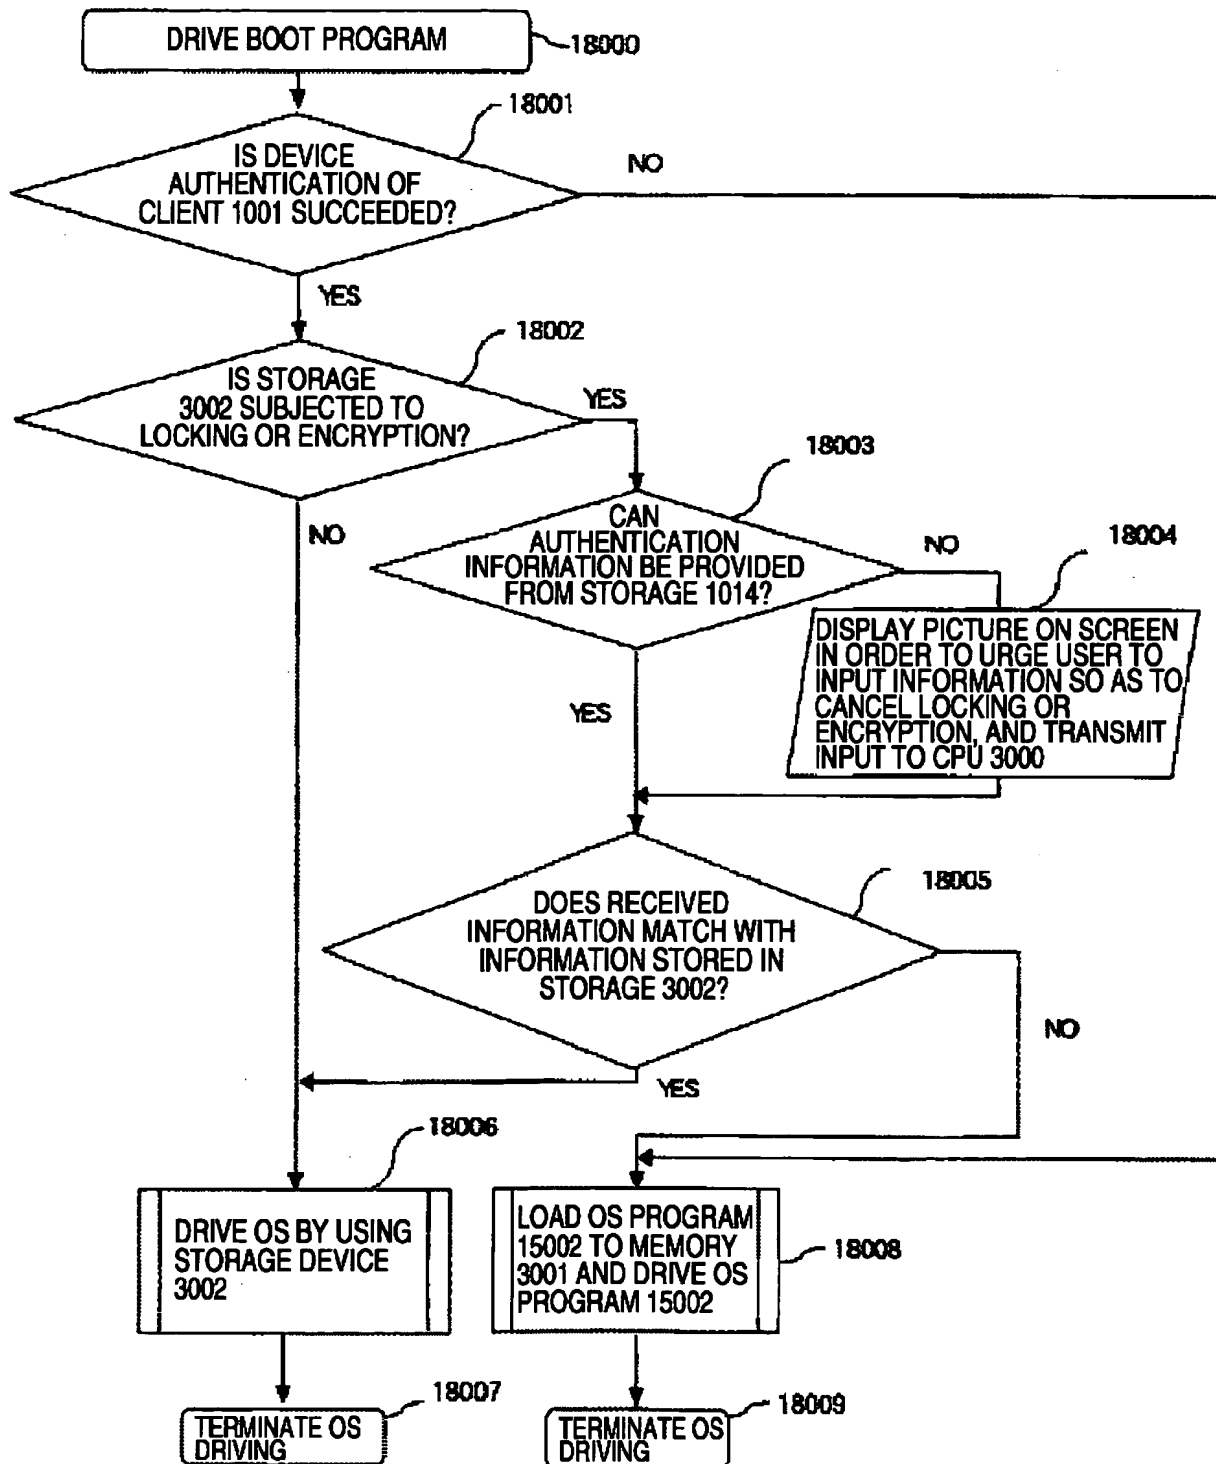 DRIVE BOOT PROGRAM
18000
18001
IS DEVICE
AUTHENTICATION OF
CLIENT 1001 SUCCEEDED?
NO
YES
18002
IS STORAGE
3002 SUBJECTED TO
LOCKING OR ENCRYPTION?
YES
NO
18003
CAN
AUTHENTICATION
INFORMATION BE PROVIDED
FROM STORAGE 1014?
NO
18004
DISPLAY PICTURE ON SCREEN
IN ORDER TO URGE USER TO
INPUT INFORMATION SO AS TO
CANCEL LOCKING OR
ENCRYPTION, AND TRANSMIT
INPUT TO CPU 3000
YES
18005
DOES RECEIVED
INFORMATION MATCH WITH
INFORMATION STORED IN
STORAGE 3002?
NO
YES
18006
DRIVE OS BY USING
STORAGE DEVICE
3002
LOAD OS PROGRAM
15002 TO MEMORY
3001 AND DRIVE OS
PROGRAM 15002
18008
18007
TERMINATE OS
DRIVING
18009
TERMINATE OS
DRIVING